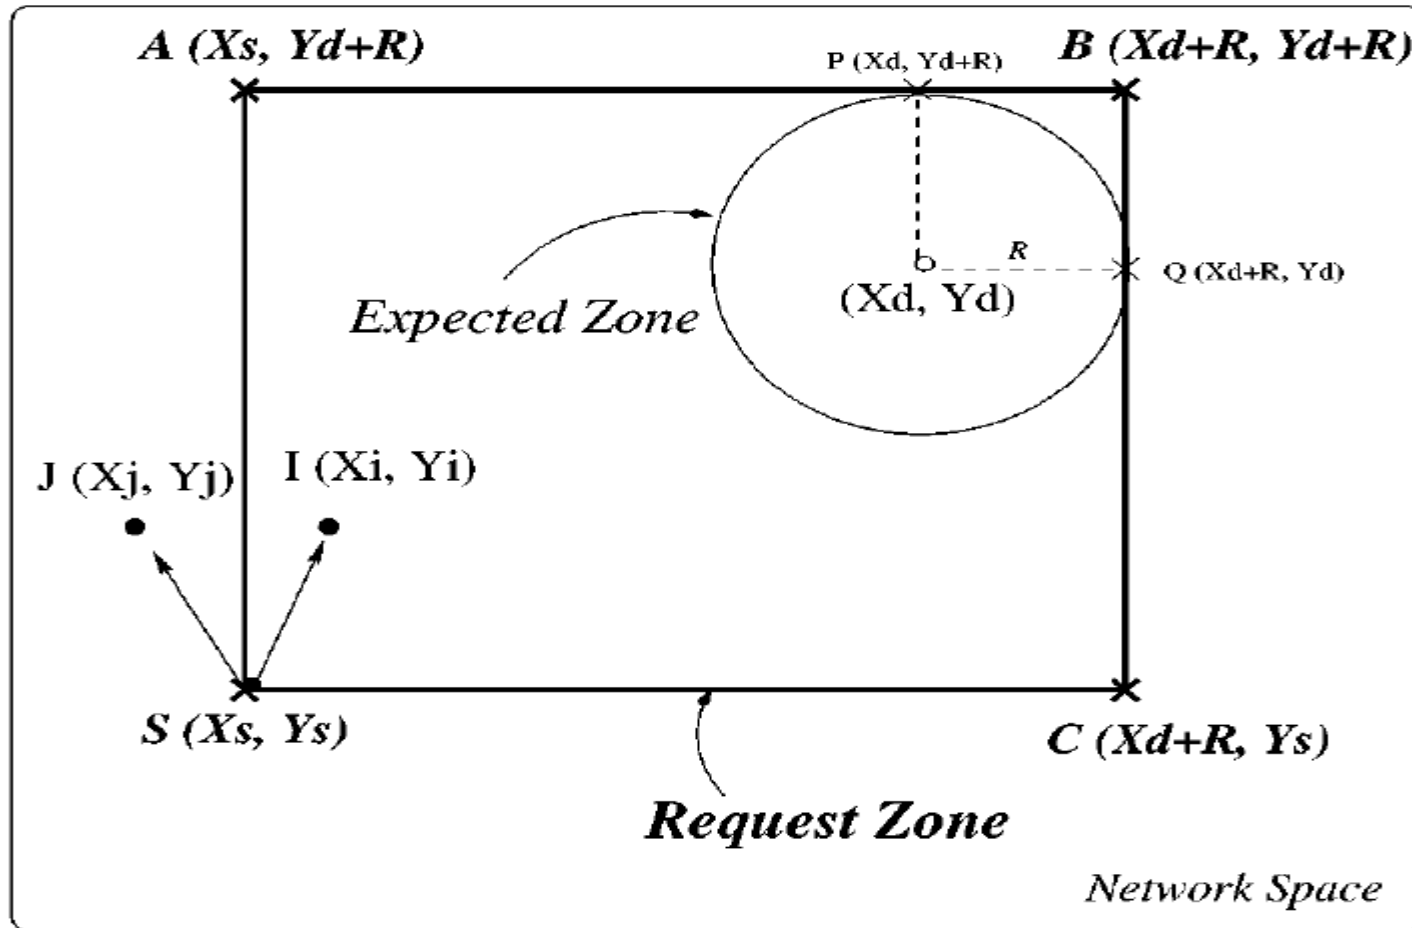 A (Xs, Yd+R)
P (Xd, Yd+R)
B (Xd+R, Yd+R)
R
Q (Xd+R, Yd)
(Xd, Yd)
Expected Zone
J (Xj, Yj)
I (Xi, Yi)
S (Xs, Ys)
C (Xd+R, Ys)
Request Zone
Network Space